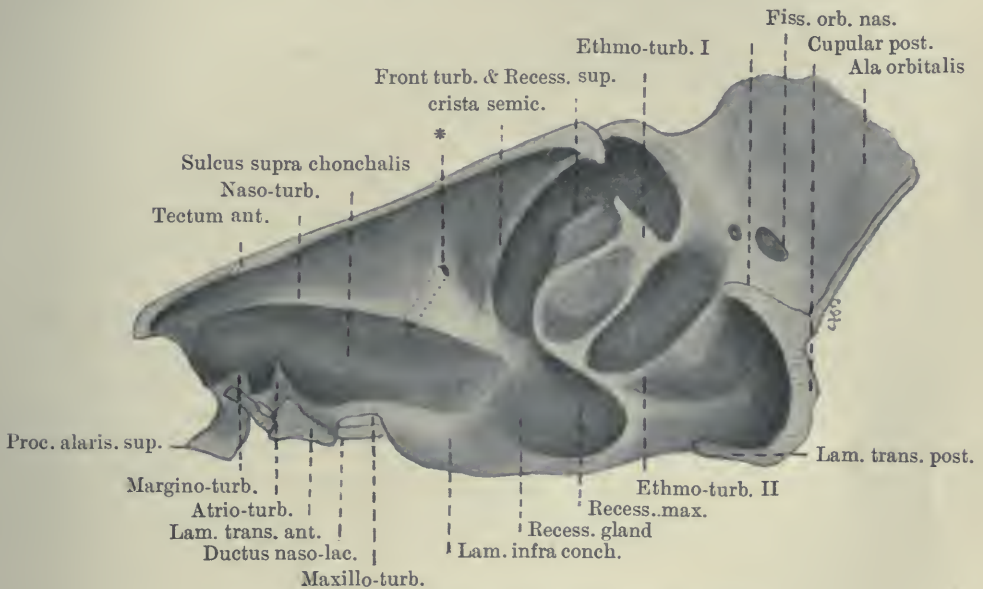 Fiss. orb. nas.
Ethmo-turb. I
Cupular post.
Front turb. & Recess. sup.
Ala orbitalis
crista semic.
*
Sulcus supra chonchalis
Naso-turb.
Tectum ant.
Proc. alaris. sup.
Lam. trans. post.
Margino-turb.
Ethmo-turb. II
Atrio-turb.
Recess..max.
Lam. trans. ant.
Recess. gland
Ductus naso-lac.
Lam. infra conch.
Maxillo-turb.